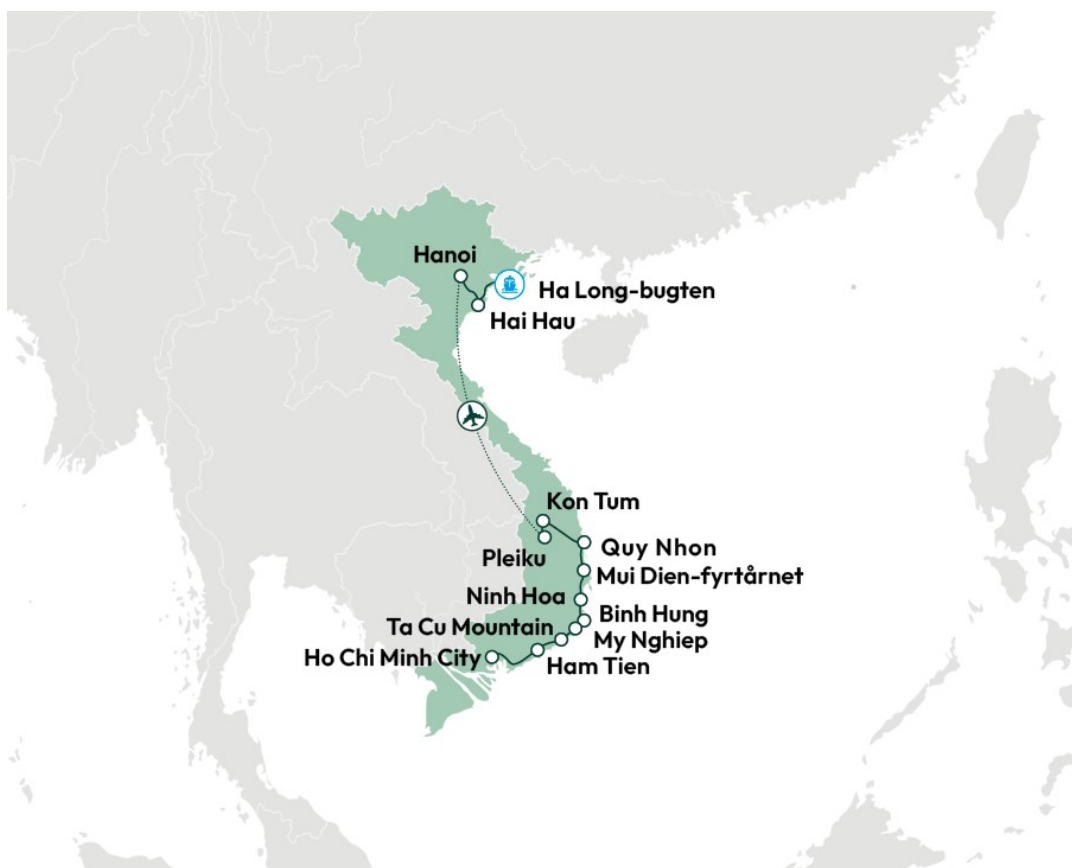 Hanoi
Ha Long-bugten
Hai Hau
Kon Tum
Quy Nhon
Pleiku
Mui Dien-fyrtårnet
Ninh Hoa
Binh Hung
Ta Cu Mountain
My Nghiep
Ho Chi Minh City
Ham Tien